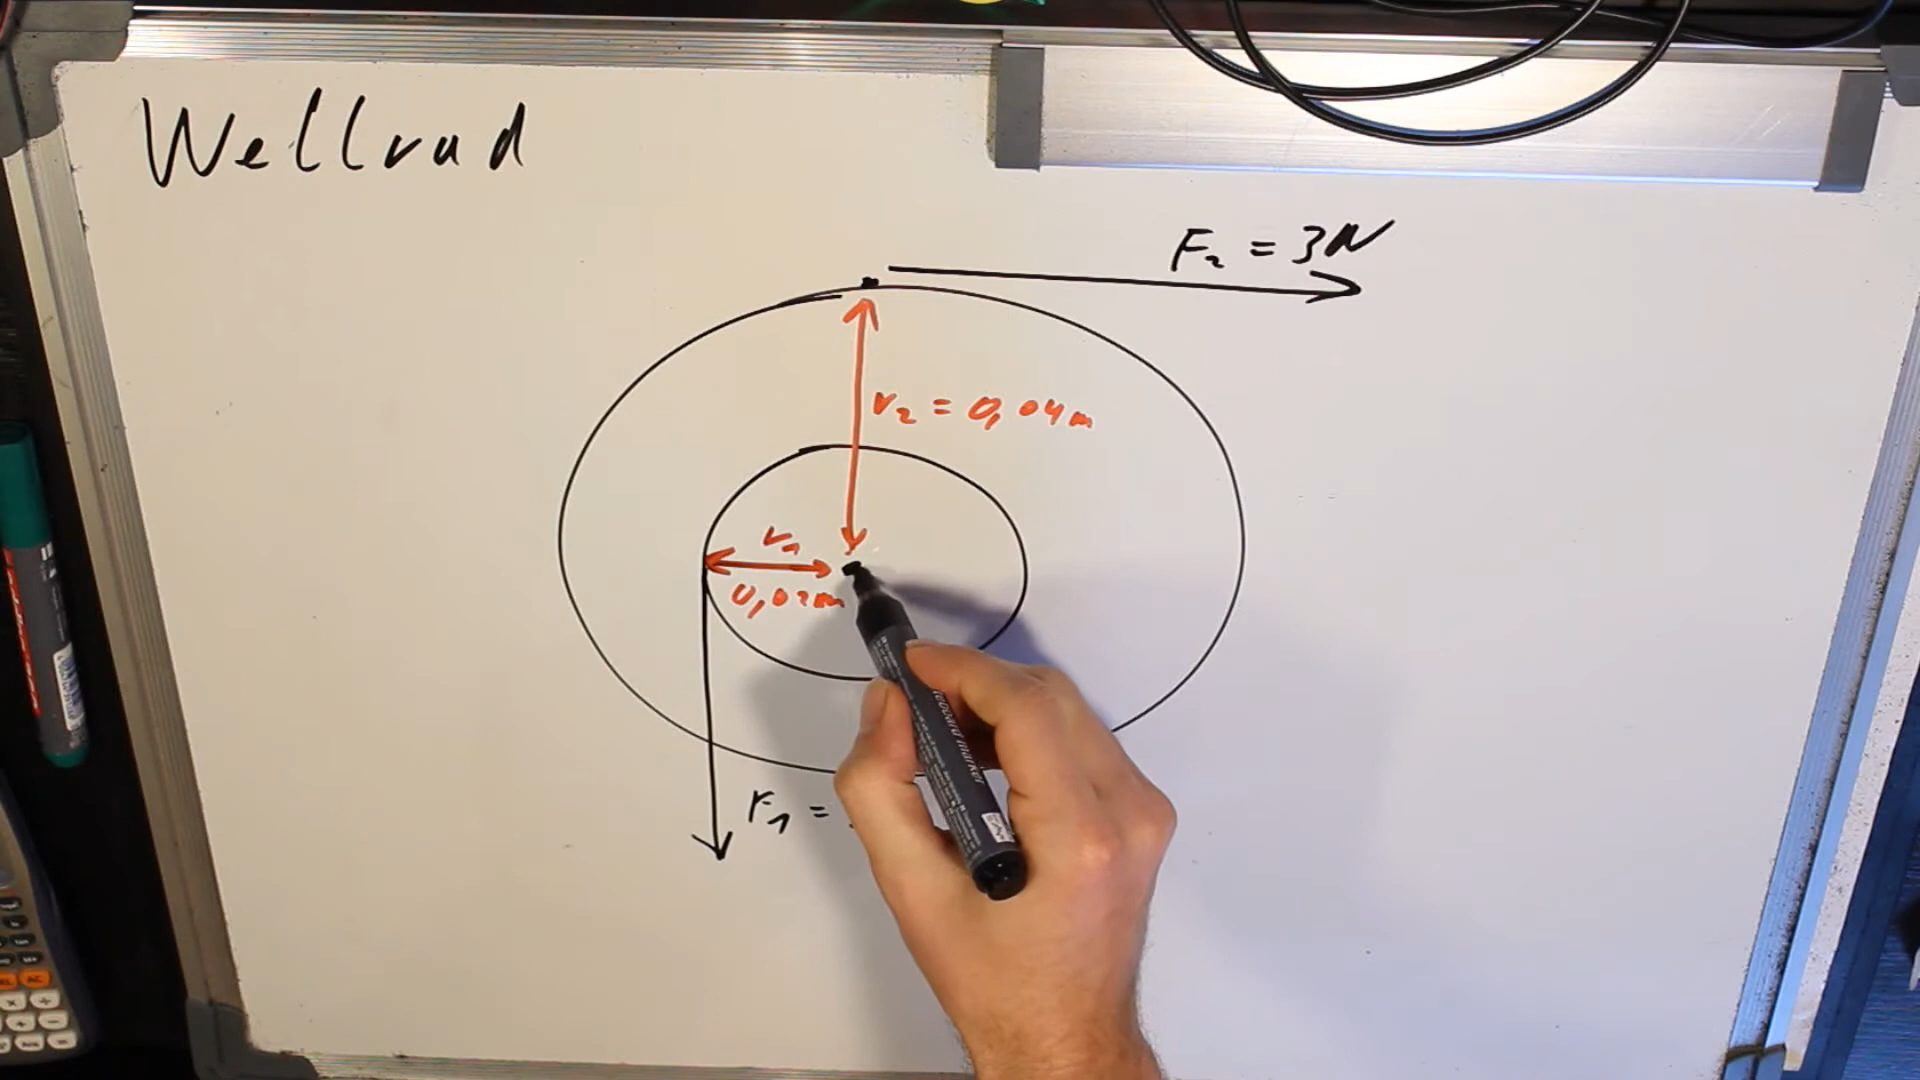 Wellrad
F₂ = 3N
r₂ = 0,04m
r₁
0,02m
F₁ =